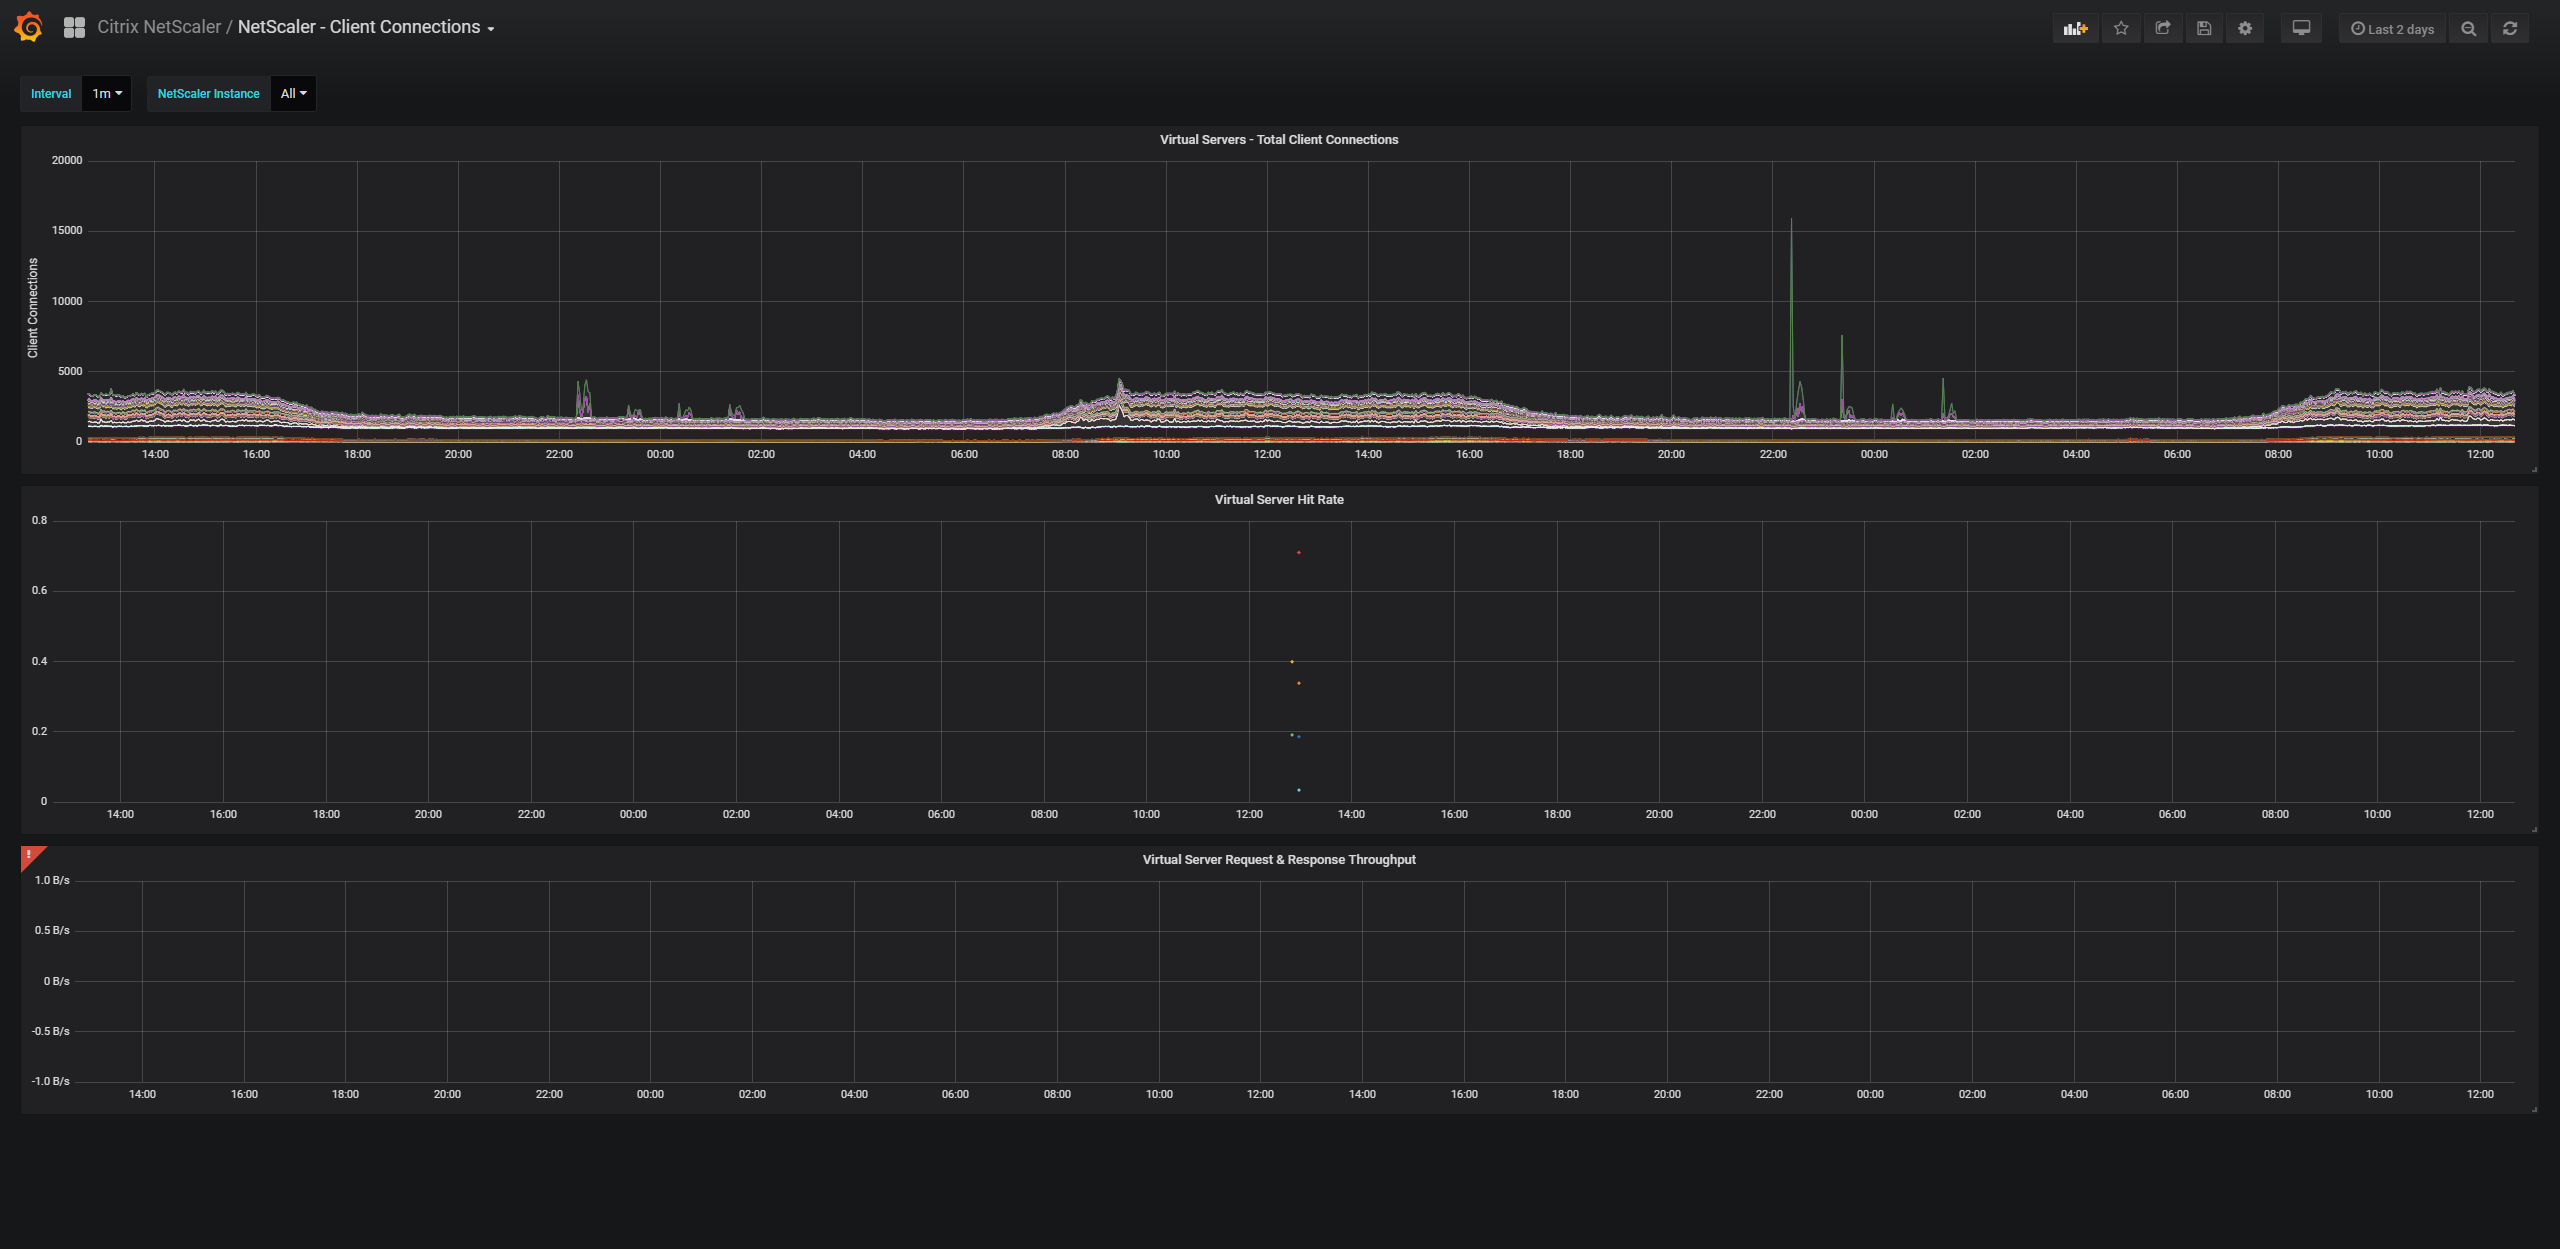 Citrix NetScaler / NetScaler - Client Connections
Last 2 days
Interval 1m NetScaler Instance All
Virtual Servers - Total Client Connections
20000
15000
10000
5000
0
Client Connections
14:00 16:00 18:00 20:00 22:00 00:00 02:00 04:00 06:00 08:00 10:00 12:00 14:00 16:00 18:00 20:00 22:00 00:00 02:00 04:00 06:00 08:00 10:00 12:00
Virtual Server Hit Rate
0.8
0.6
0.4
0.2
0
14:00 16:00 18:00 20:00 22:00 00:00 02:00 04:00 06:00 08:00 10:00 12:00 14:00 16:00 18:00 20:00 22:00 00:00 02:00 04:00 06:00 08:00 10:00 12:00
!
Virtual Server Request & Response Throughput
1.0 B/s
0.5 B/s
0 B/s
-0.5 B/s
-1.0 B/s
14:00 16:00 18:00 20:00 22:00 00:00 02:00 04:00 06:00 08:00 10:00 12:00 14:00 16:00 18:00 20:00 22:00 00:00 02:00 04:00 06:00 08:00 10:00 12:00